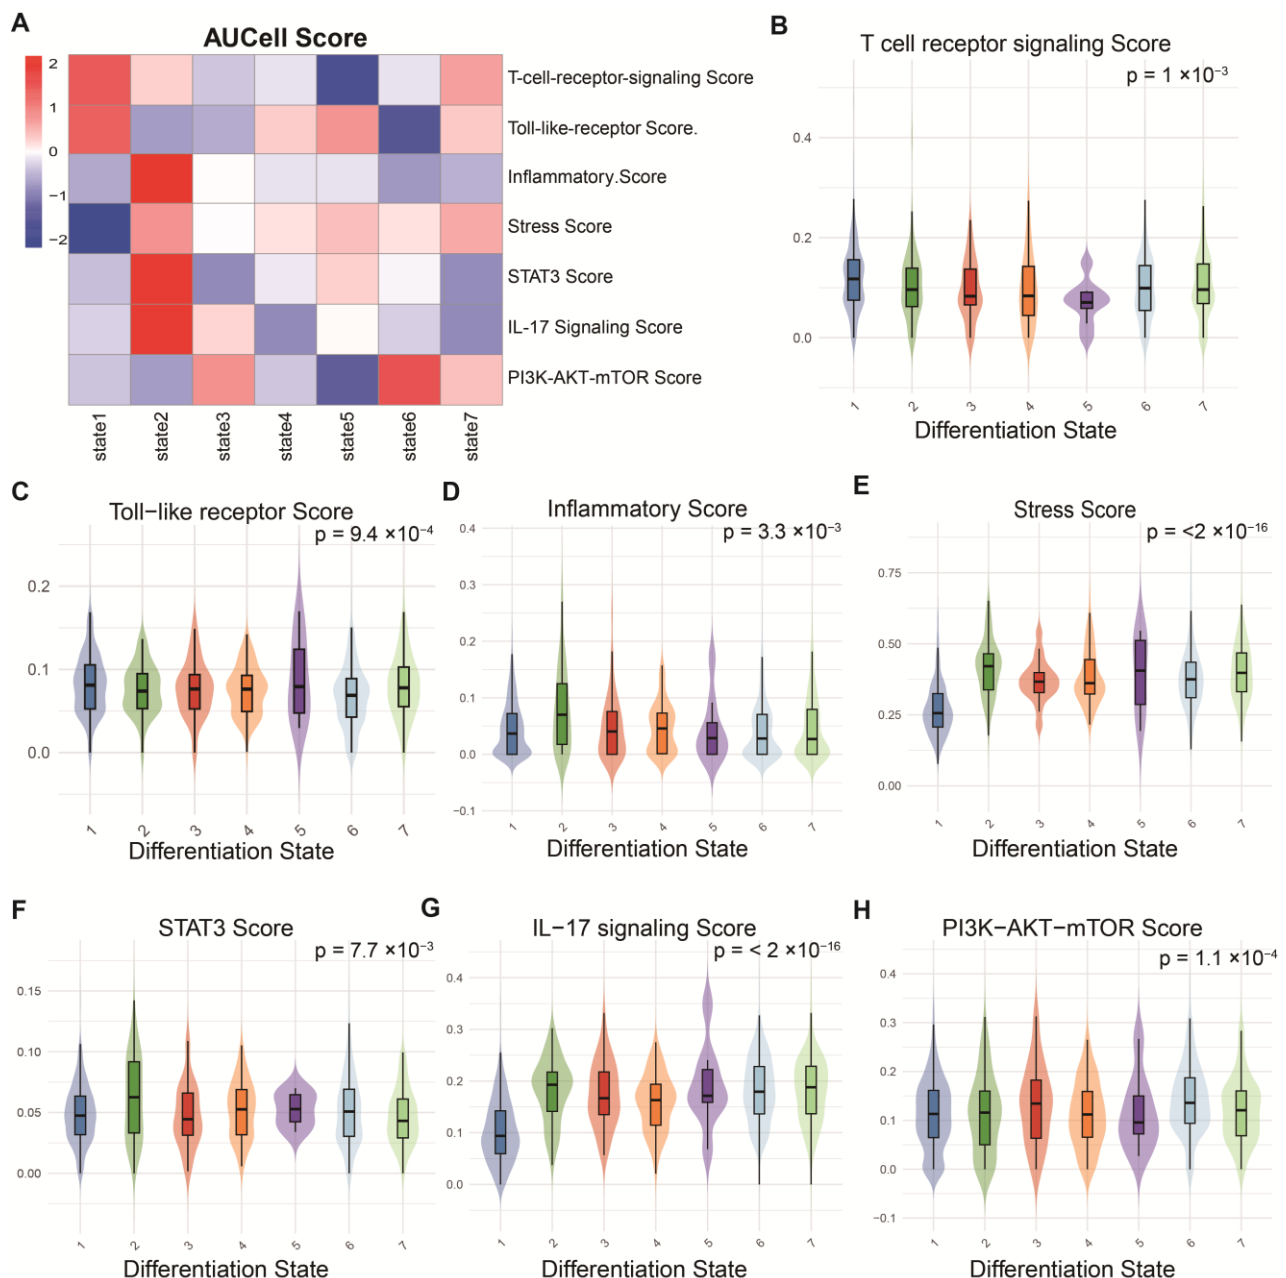 A
AUCell Score
2
1
0
−1
−2
T-cell-receptor-signaling Score
Toll-like-receptor Score.
Inflammatory.Score
Stress Score
STAT3 Score
IL-17 Signaling Score
PI3K-AKT-mTOR Score
state1
state2
state3
state4
state5
state6
state7
B
T cell receptor signaling Score
p = 1 ×10⁻³
0.4
0.2
0.0
1 2 3 4 5 6 7
Differentiation State
C
Toll−like receptor Score
p = 9.4 ×10⁻⁴
0.2
0.1
0.0
1 2 3 4 5 6 7
Differentiation State
D
Inflammatory Score
p = 3.3 ×10⁻³
0.4
0.3
0.2
0.1
0.0
−0.1
1 2 3 4 5 6 7
Differentiation State
E
Stress Score
p = <2 ×10⁻¹⁶
0.75
0.50
0.25
0.00
1 2 3 4 5 6 7
Differentiation State
F
STAT3 Score
p = 7.7 ×10⁻³
0.15
0.10
0.05
0.00
1 2 3 4 5 6 7
Differentiation State
G
IL−17 signaling Score
p = < 2 ×10⁻¹⁶
0.4
0.3
0.2
0.1
0.0
1 2 3 4 5 6 7
Differentiation State
H
PI3K−AKT−mTOR Score
p = 1.1 ×10⁻⁴
0.4
0.3
0.2
0.1
0.0
−0.1
1 2 3 4 5 6 7
Differentiation State